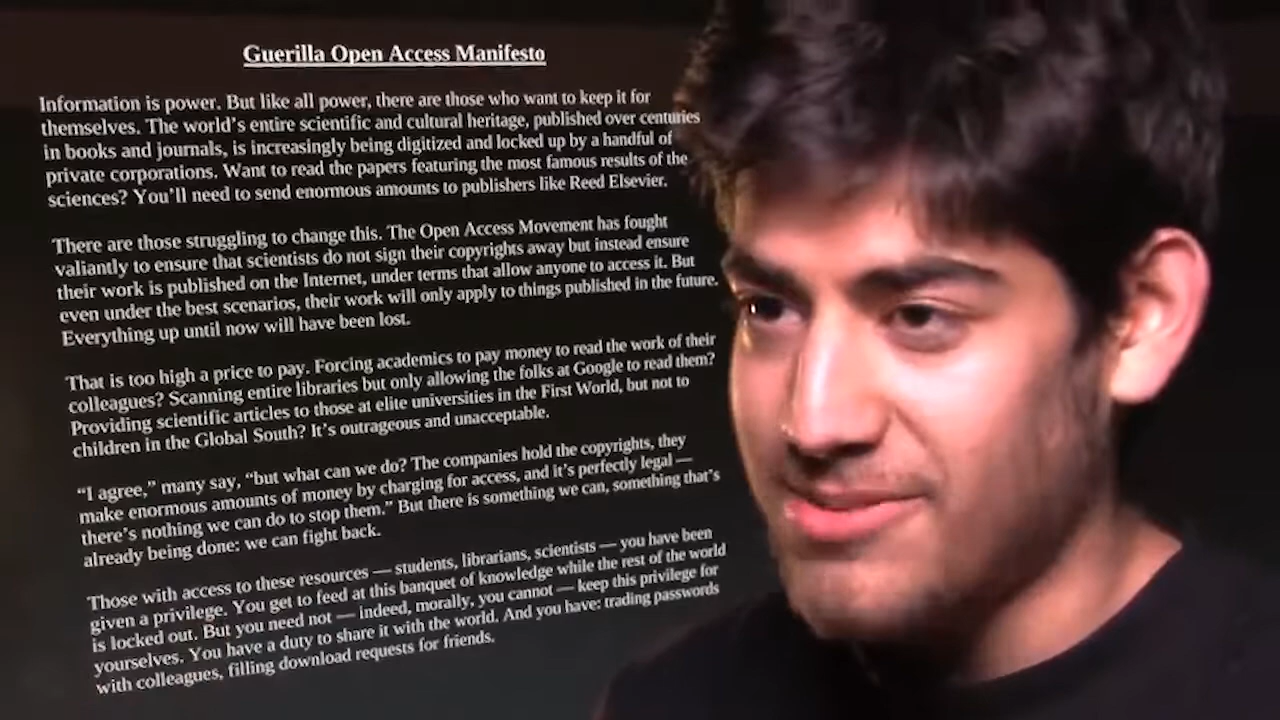 Guerilla Open Access Manifesto
Information is power. But like all power, there are those who want to keep it for
themselves. The world's entire scientific and cultural heritage, published over centuries
in books and journals, is increasingly being digitized and locked up by a handful of
private corporations. Want to read the papers featuring the most famous results of the
sciences? You'll need to send enormous amounts to publishers like Reed Elsevier.
There are those struggling to change this. The Open Access Movement has fought
valiantly to ensure that scientists do not sign their copyrights away but instead ensure
their work is published on the Internet, under terms that allow anyone to access it. But
even under the best scenarios, their work will only apply to things published in the future.
Everything up until now will have been lost.
That is too high a price to pay. Forcing academics to pay money to read the work of their
colleagues? Scanning entire libraries but only allowing the folks at Google to read them?
Providing scientific articles to those at elite universities in the First World, but not to
children in the Global South? It's outrageous and unacceptable.
“I agree,” many say, “but what can we do? The companies hold the copyrights, they
make enormous amounts of money by charging for access, and it's perfectly legal —
there's nothing we can do to stop them.” But there is something we can, something that's
already being done: we can fight back.
Those with access to these resources — students, librarians, scientists — you have been
given a privilege. You get to feed at this banquet of knowledge while the rest of the world
is locked out. But you need not — indeed, morally, you cannot — keep this privilege for
yourselves. You have a duty to share it with the world. And you have: trading passwords
with colleagues, filling download requests for friends.